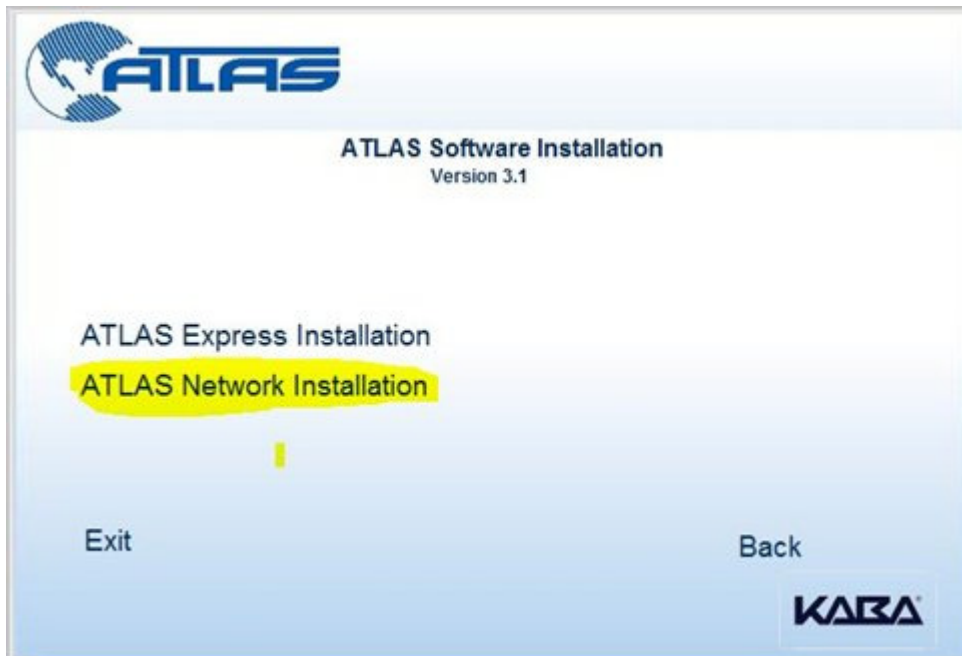 ATLAS
ATLAS Software Installation
Version 3.1
ATLAS Express Installation
ATLAS Network Installation
Exit
Back
KABA